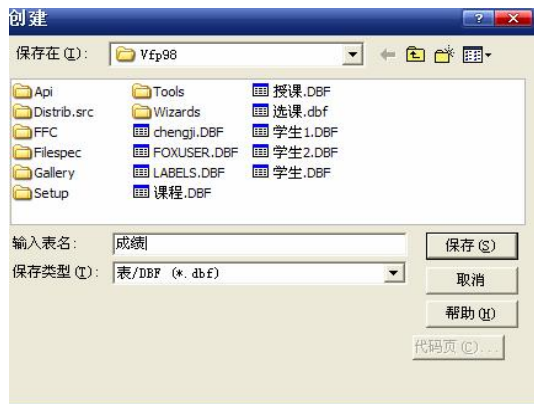 创建
保存在(I): Vfp98
Api
Distrib.src
FFC
Filespec
Gallery
Setup
Tools
Wizards
chengji.DBF
FOXUSER.DBF
LABELS.DBF
课程.DBF
授课.DBF
选课.dbf
学生1.DBF
学生2.DBF
学生.DBF
输入表名: 成绩
保存(S)
保存类型(T): 表/DBF (*.dbf)
取消
帮助(H)
代码页(C)...